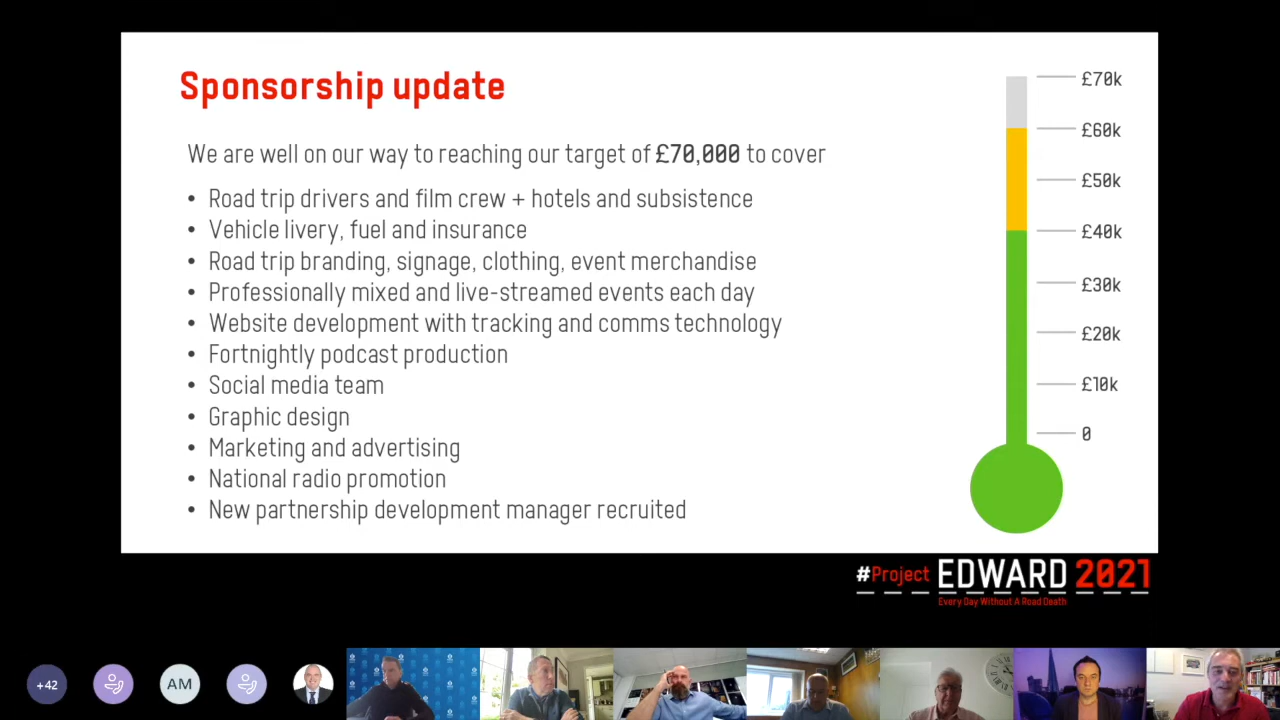 Sponsorship update
We are well on our way to reaching our target of £70,000 to cover
• Road trip drivers and film crew + hotels and subsistence
• Vehicle livery, fuel and insurance
• Road trip branding, signage, clothing, event merchandise
• Professionally mixed and live-streamed events each day
• Website development with tracking and comms technology
• Fortnightly podcast production
• Social media team
• Graphic design
• Marketing and advertising
• National radio promotion
• New partnership development manager recruited
£70k
£60k
£50k
£40k
£30k
£20k
£10k
0
#Project EDWARD 2021
Every Day Without A Road Death
+42
AM